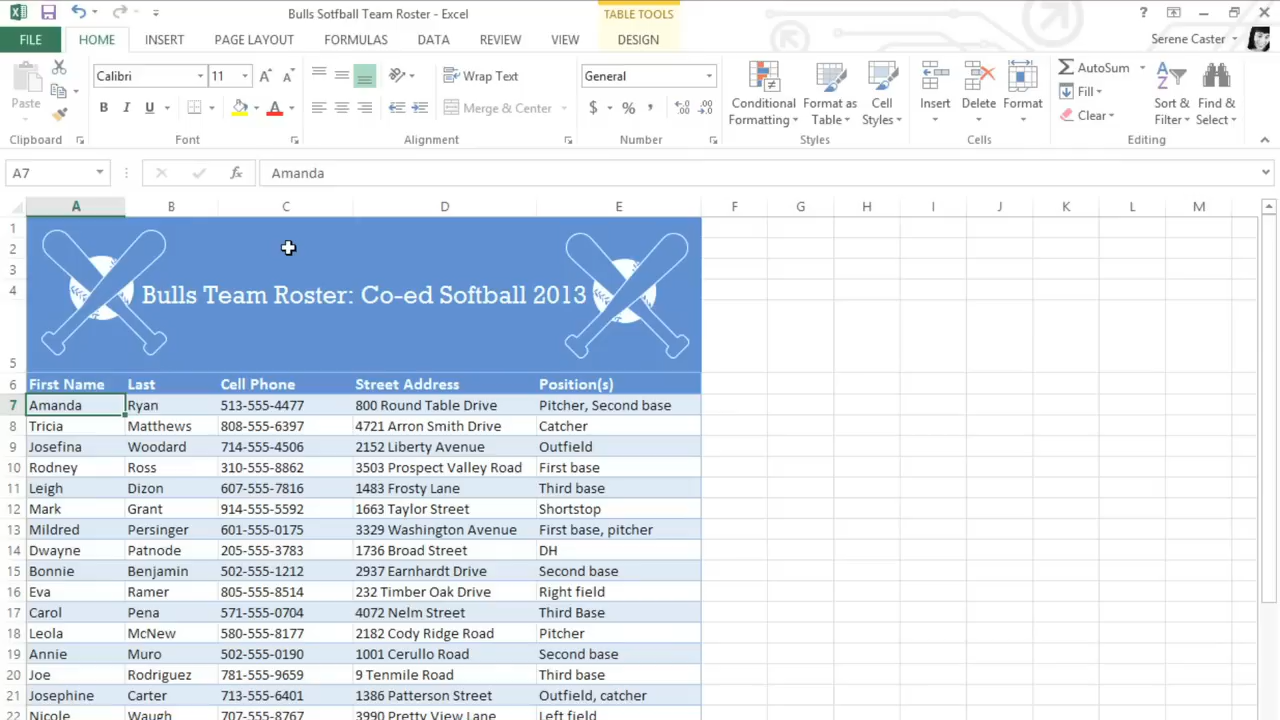 Bulls Sotfball Team Roster - Excel
TABLE TOOLS
FILE HOME INSERT PAGE LAYOUT FORMULAS DATA REVIEW VIEW DESIGN
Serene Caster
Paste
Calibri 11
B I U
Wrap Text
Merge & Center
General
$ % ,
Conditional Formatting
Format as Table
Cell Styles
Insert Delete Format
AutoSum
Fill
Clear
Sort & Filter
Find & Select
Clipboard Font Alignment Number Styles Cells Editing
A7 fx Amanda
A B C D E F G H I J K L M
1
2
3
4
5
Bulls Team Roster: Co-ed Softball 2013
6 First Name Last Cell Phone Street Address Position(s)
7 Amanda Ryan 513-555-4477 800 Round Table Drive Pitcher, Second base
8 Tricia Matthews 808-555-6397 4721 Arron Smith Drive Catcher
9 Josefina Woodard 714-555-4506 2152 Liberty Avenue Outfield
10 Rodney Ross 310-555-8862 3503 Prospect Valley Road First base
11 Leigh Dizon 607-555-7816 1483 Frosty Lane Third base
12 Mark Grant 914-555-5592 1663 Taylor Street Shortstop
13 Mildred Persinger 601-555-0175 3329 Washington Avenue First base, pitcher
14 Dwayne Patnode 205-555-3783 1736 Broad Street DH
15 Bonnie Benjamin 502-555-1212 2937 Earnhardt Drive Second base
16 Eva Ramer 805-555-8514 232 Timber Oak Drive Right field
17 Carol Pena 571-555-0704 4072 Nelm Street Third Base
18 Leola McNew 580-555-8177 2182 Cody Ridge Road Pitcher
19 Annie Muro 502-555-0190 1001 Cerullo Road Second base
20 Joe Rodriguez 781-555-9659 9 Tenmile Road Third base
21 Josephine Carter 713-555-6401 1386 Patterson Street Outfield, catcher
22 Nicole Waugh 707-555-8767 3990 Pretty View Lane Left field